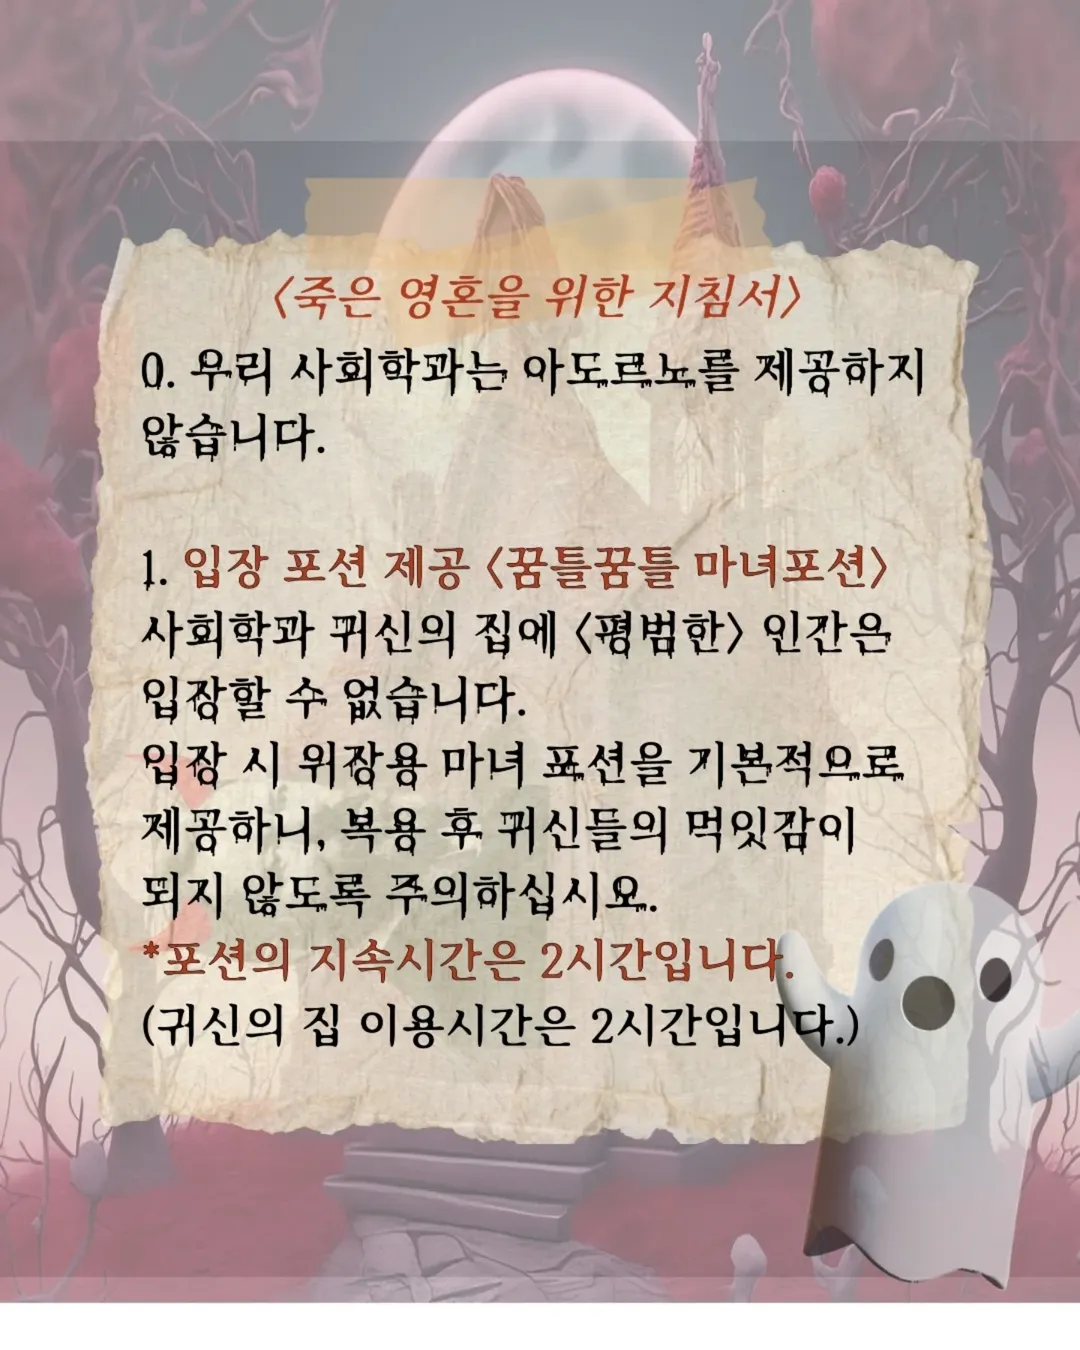 〈죽은 영혼을 위한 지침서〉
0. 우리 사회학과는 아도르노를 제공하지
않습니다.
1. 입장 포션 제공 〈꿈틀꿈틀 마녀포션〉
사회학과 귀신의 집에 〈평범한〉 인간은
입장할 수 없습니다.
입장 시 위장용 마녀 포션을 기본적으로
제공하니, 복용 후 귀신들의 먹잇감이
되지 않도록 주의하십시오.
*포션의 지속시간은 2시간입니다.
(귀신의 집 이용시간은 2시간입니다.)